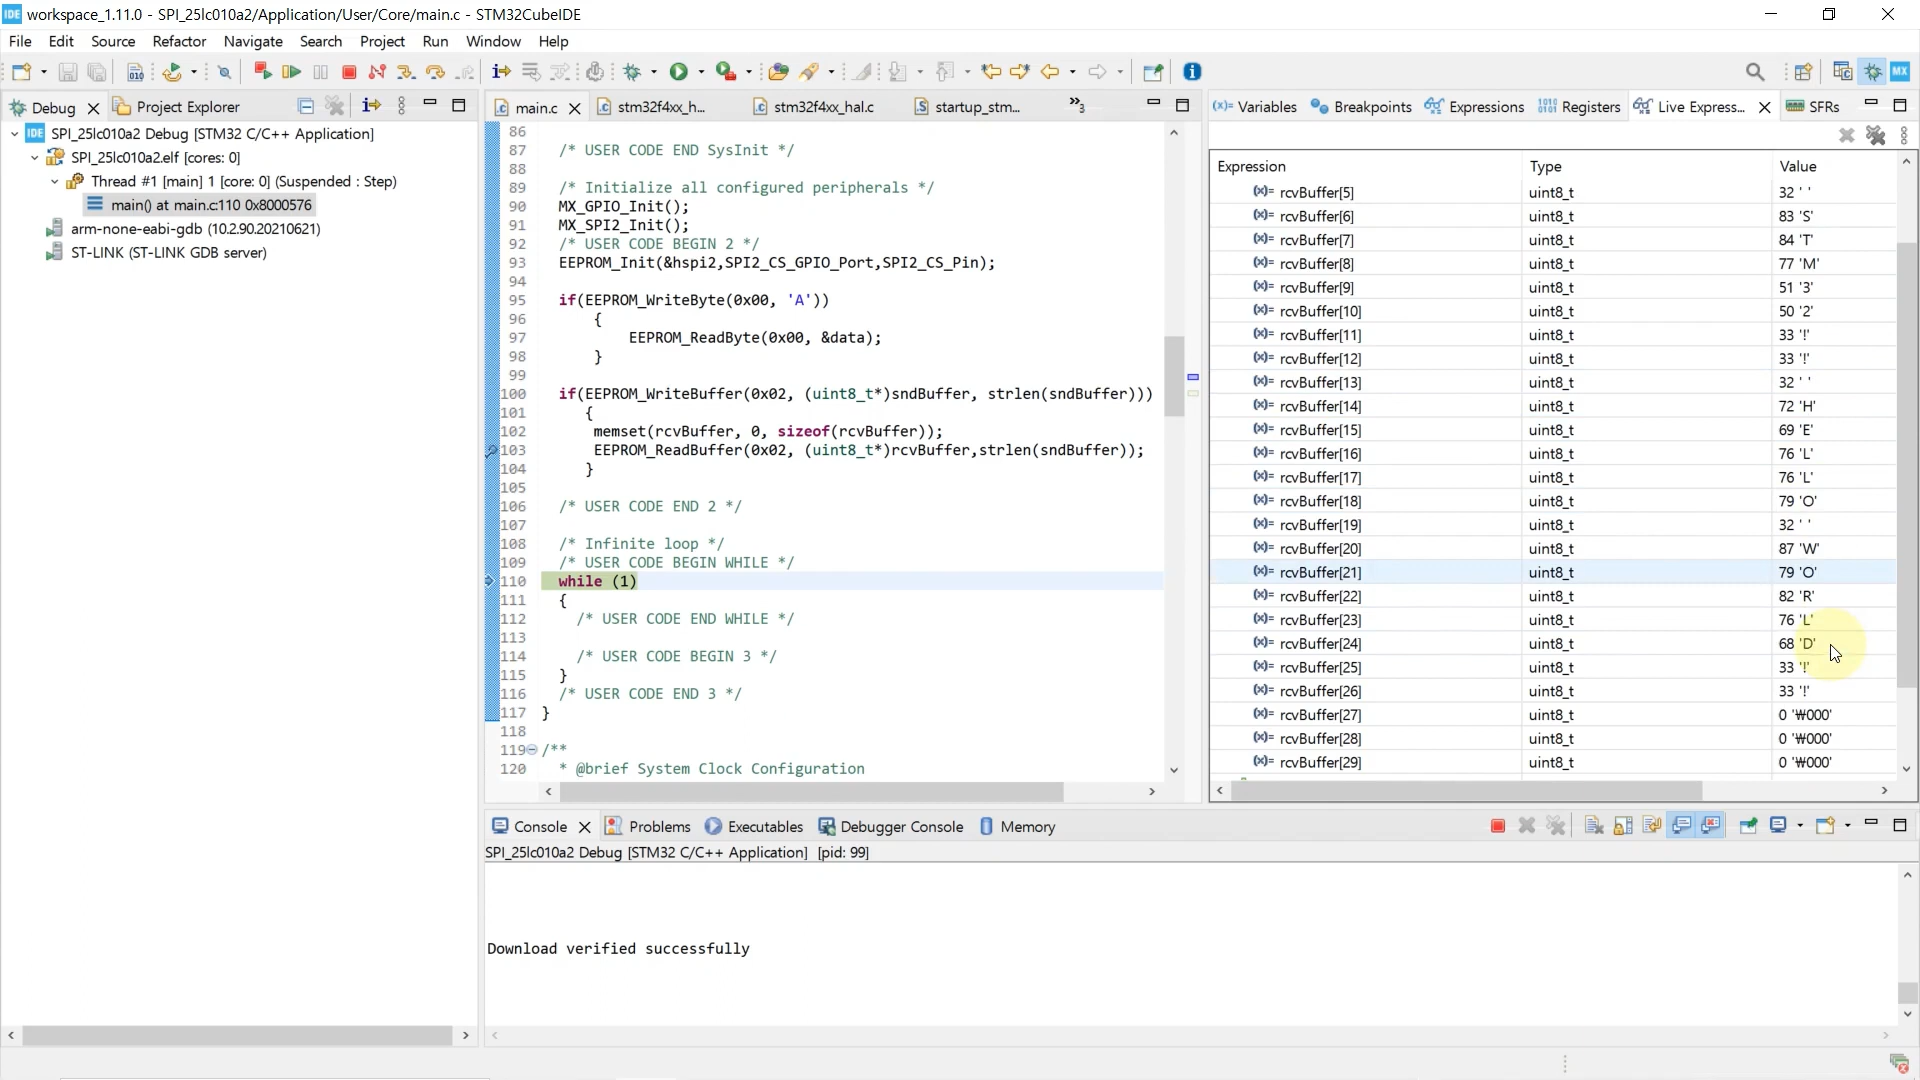 workspace_1.11.0 - SPI_25lc010a2/Application/User/Core/main.c - STM32CubeIDE
File Edit Source Refactor Navigate Search Project Run Window Help
Debug Project Explorer
SPI_25lc010a2 Debug [STM32 C/C++ Application]
SPI_25lc010a2.elf [cores: 0]
Thread #1 [main] 1 [core: 0] (Suspended : Step)
main() at main.c:110 0x8000576
arm-none-eabi-gdb (10.2.90.20210621)
ST-LINK (ST-LINK GDB server)
main.c stm32f4xx_h... stm32f4xx_hal.c startup_stm... »3
86
87 /* USER CODE END SysInit */
88
89 /* Initialize all configured peripherals */
90 MX_GPIO_Init();
91 MX_SPI2_Init();
92 /* USER CODE BEGIN 2 */
93 EEPROM_Init(&hspi2,SPI2_CS_GPIO_Port,SPI2_CS_Pin);
94
95 if(EEPROM_WriteByte(0x00, 'A'))
96 {
97 EEPROM_ReadByte(0x00, &data);
98 }
99
100 if(EEPROM_WriteBuffer(0x02, (uint8_t*)sndBuffer, strlen(sndBuffer)))
101 {
102 memset(rcvBuffer, 0, sizeof(rcvBuffer));
103 EEPROM_ReadBuffer(0x02, (uint8_t*)rcvBuffer,strlen(sndBuffer));
104 }
105
106 /* USER CODE END 2 */
107
108 /* Infinite loop */
109 /* USER CODE BEGIN WHILE */
110 while (1)
111 {
112 /* USER CODE END WHILE */
113
114 /* USER CODE BEGIN 3 */
115 }
116 /* USER CODE END 3 */
117 }
118
119 /**
120 * @brief System Clock Configuration
Variables Breakpoints Expressions Registers Live Express... SFRs
Expression Type Value
rcvBuffer[5] uint8_t 32 ' '
rcvBuffer[6] uint8_t 83 'S'
rcvBuffer[7] uint8_t 84 'T'
rcvBuffer[8] uint8_t 77 'M'
rcvBuffer[9] uint8_t 51 '3'
rcvBuffer[10] uint8_t 50 '2'
rcvBuffer[11] uint8_t 33 '!'
rcvBuffer[12] uint8_t 33 '!'
rcvBuffer[13] uint8_t 32 ' '
rcvBuffer[14] uint8_t 72 'H'
rcvBuffer[15] uint8_t 69 'E'
rcvBuffer[16] uint8_t 76 'L'
rcvBuffer[17] uint8_t 76 'L'
rcvBuffer[18] uint8_t 79 'O'
rcvBuffer[19] uint8_t 32 ' '
rcvBuffer[20] uint8_t 87 'W'
rcvBuffer[21] uint8_t 79 'O'
rcvBuffer[22] uint8_t 82 'R'
rcvBuffer[23] uint8_t 76 'L'
rcvBuffer[24] uint8_t 68 'D'
rcvBuffer[25] uint8_t 33 '!'
rcvBuffer[26] uint8_t 33 '!'
rcvBuffer[27] uint8_t 0 '₩000'
rcvBuffer[28] uint8_t 0 '₩000'
rcvBuffer[29] uint8_t 0 '₩000'
Console Problems Executables Debugger Console Memory
SPI_25lc010a2 Debug [STM32 C/C++ Application] [pid: 99]
Download verified successfully